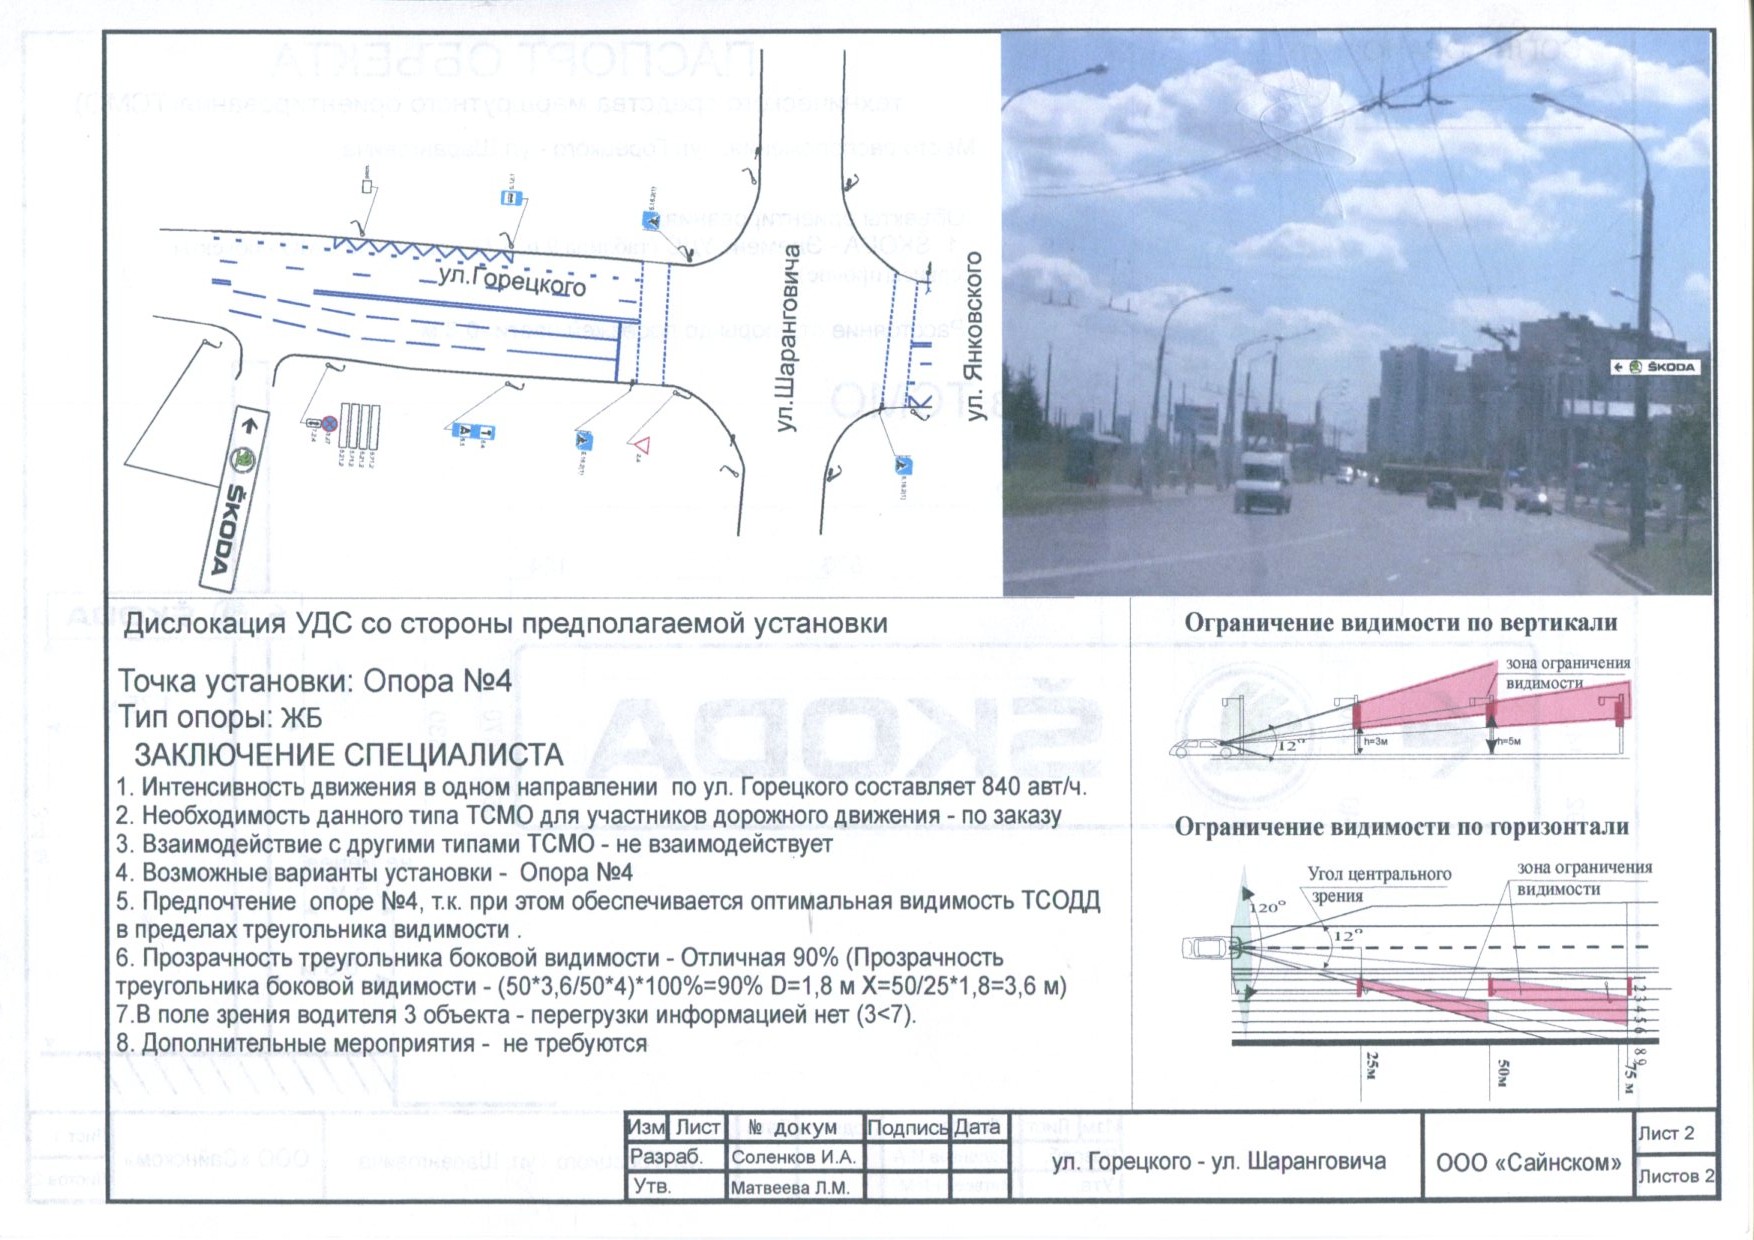 ул.Горецкого
ул.Шаранговича
ул. Янковского
ŠKODA
ŠKODA
Дислокация УДС со стороны предполагаемой установки
Точка установки: Опора №4
Тип опоры: ЖБ
ЗАКЛЮЧЕНИЕ СПЕЦИАЛИСТА
1. Интенсивность движения в одном направлении по ул. Горецкого составляет 840 авт/ч.
2. Необходимость данного типа ТСМО для участников дорожного движения - по заказу
3. Взаимодействие с другими типами ТСМО - не взаимодействует
4. Возможные варианты установки - Опора №4
5. Предпочтение опоре №4, т.к. при этом обеспечивается оптимальная видимость ТСОДД
в пределах треугольника видимости .
6. Прозрачность треугольника боковой видимости - Отличная 90% (Прозрачность
треугольника боковой видимости - (50*3,6/50*4)*100%=90% D=1,8 м X=50/25*1,8=3,6 м)
7.В поле зрения водителя 3 объекта - перегрузки информацией нет (3<7).
8. Дополнительные мероприятия - не требуются
Ограничение видимости по вертикали
зона ограничения
видимости
12°
h=3м
h=5м
Ограничение видимости по горизонтали
Угол центрального
зрения
зона ограничения
видимости
120°
12°
1
2
3
4
5
6
8
9
25м
50м
75 м
Изм Лист № докум Подпись Дата
Разраб. Соленков И.А.
Утв. Матвеева Л.М.
ул. Горецкого - ул. Шаранговича
ООО «Сайнском»
Лист 2
Листов 2